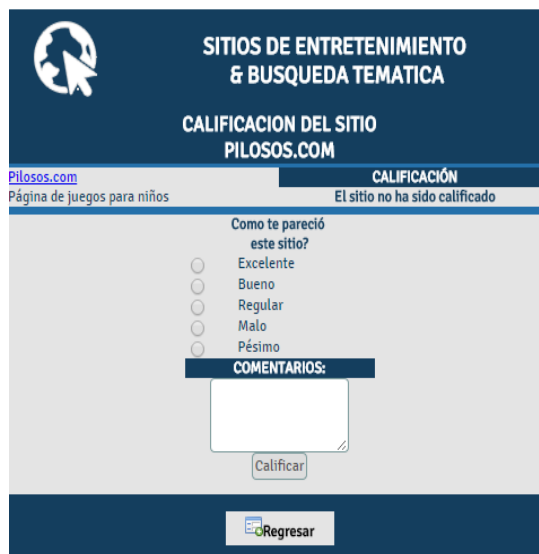 SITIOS DE ENTRETENIMIENTO
& BUSQUEDA TEMATICA
CALIFICACION DEL SITIO
PILOSOS.COM
Pilosos.com
CALIFICACIÓN
Página de juegos para niños
El sitio no ha sido calificado
Como te pareció
este sitio?
Excelente
Bueno
Regular
Malo
Pésimo
COMENTARIOS:
Calificar
Regresar